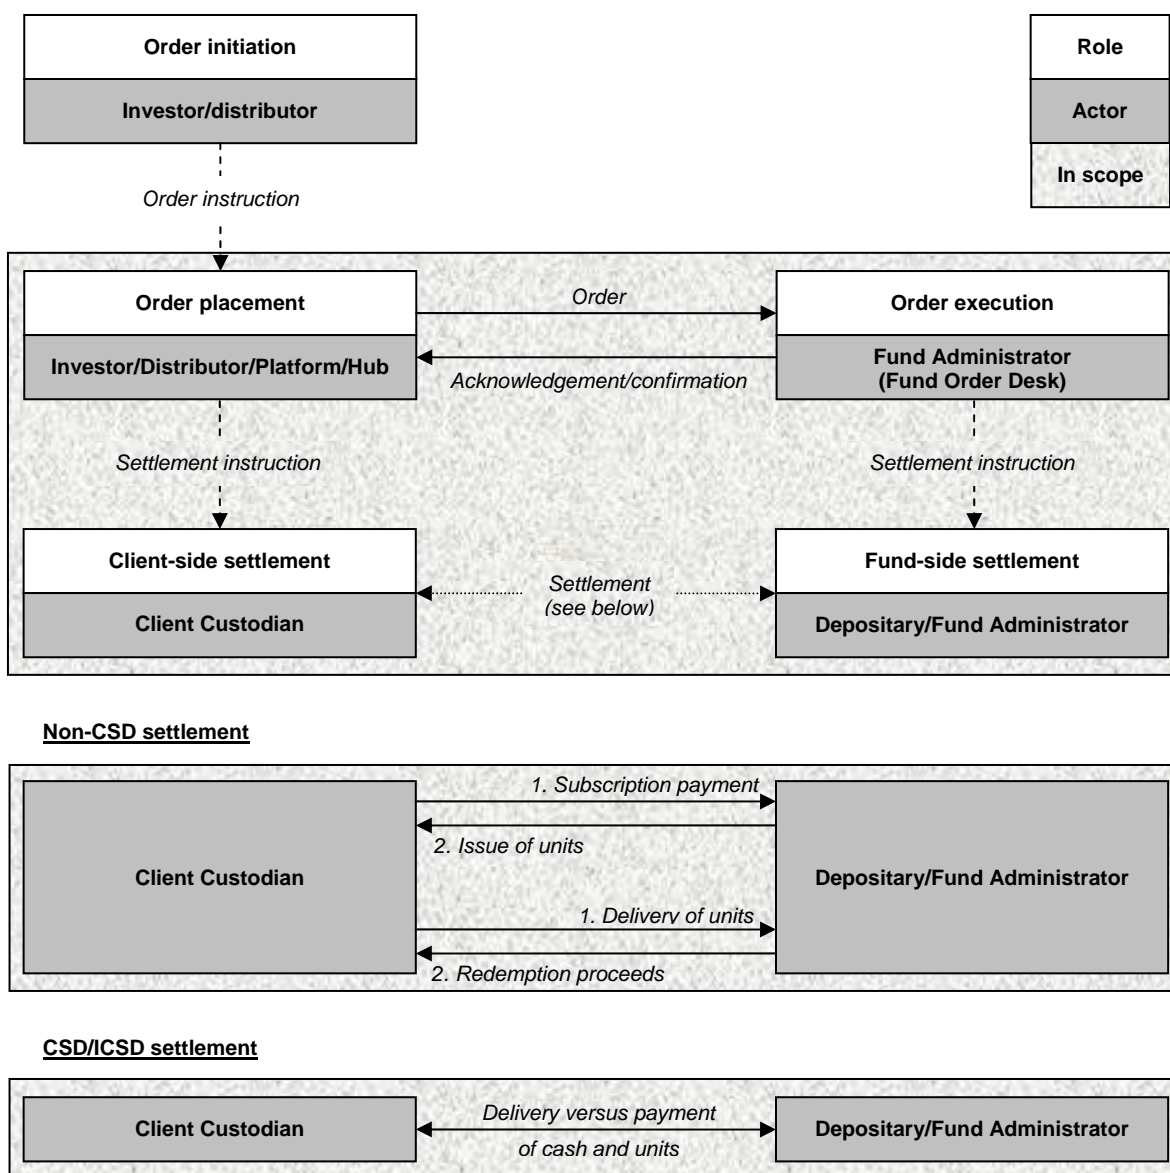 Order initiation
Investor/distributor
Role
Actor
In scope
Order instruction
Order placement
Investor/Distributor/Platform/Hub
Order
Acknowledgement/confirmation
Order execution
Fund Administrator
(Fund Order Desk)
Settlement instruction
Settlement instruction
Client-side settlement
Client Custodian
Settlement
(see below)
Fund-side settlement
Depositary/Fund Administrator
Non-CSD settlement
Client Custodian
1. Subscription payment
2. Issue of units
1. Delivery of units
2. Redemption proceeds
Depositary/Fund Administrator
CSD/ICSD settlement
Client Custodian
Delivery versus payment
of cash and units
Depositary/Fund Administrator